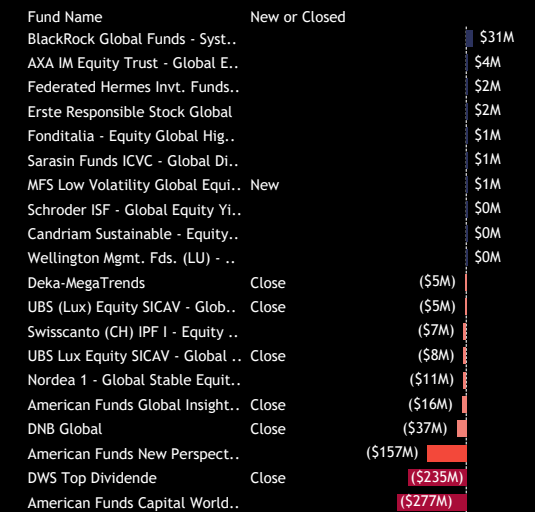 Fund Name New or Closed
BlackRock Global Funds - Syst.. $31M
AXA IM Equity Trust - Global E.. $4M
Federated Hermes Invt. Funds.. $2M
Erste Responsible Stock Global $2M
Fonditalia - Equity Global Hig.. $1M
Sarasin Funds ICVC - Global Di.. $1M
MFS Low Volatility Global Equi.. New $1M
Schroder ISF - Global Equity Yi.. $0M
Candriam Sustainable - Equity.. $0M
Wellington Mgmt. Fds. (LU) - .. $0M
Deka-MegaTrends Close ($5M)
UBS (Lux) Equity SICAV - Glob.. Close ($5M)
Swisscanto (CH) IPF I - Equity .. ($7M)
UBS Lux Equity SICAV - Global .. Close ($8M)
Nordea 1 - Global Stable Equit.. ($11M)
American Funds Global Insight.. Close ($16M)
DNB Global Close ($37M)
American Funds New Perspect.. ($157M)
DWS Top Dividende Close ($235M)
American Funds Capital World.. ($277M)